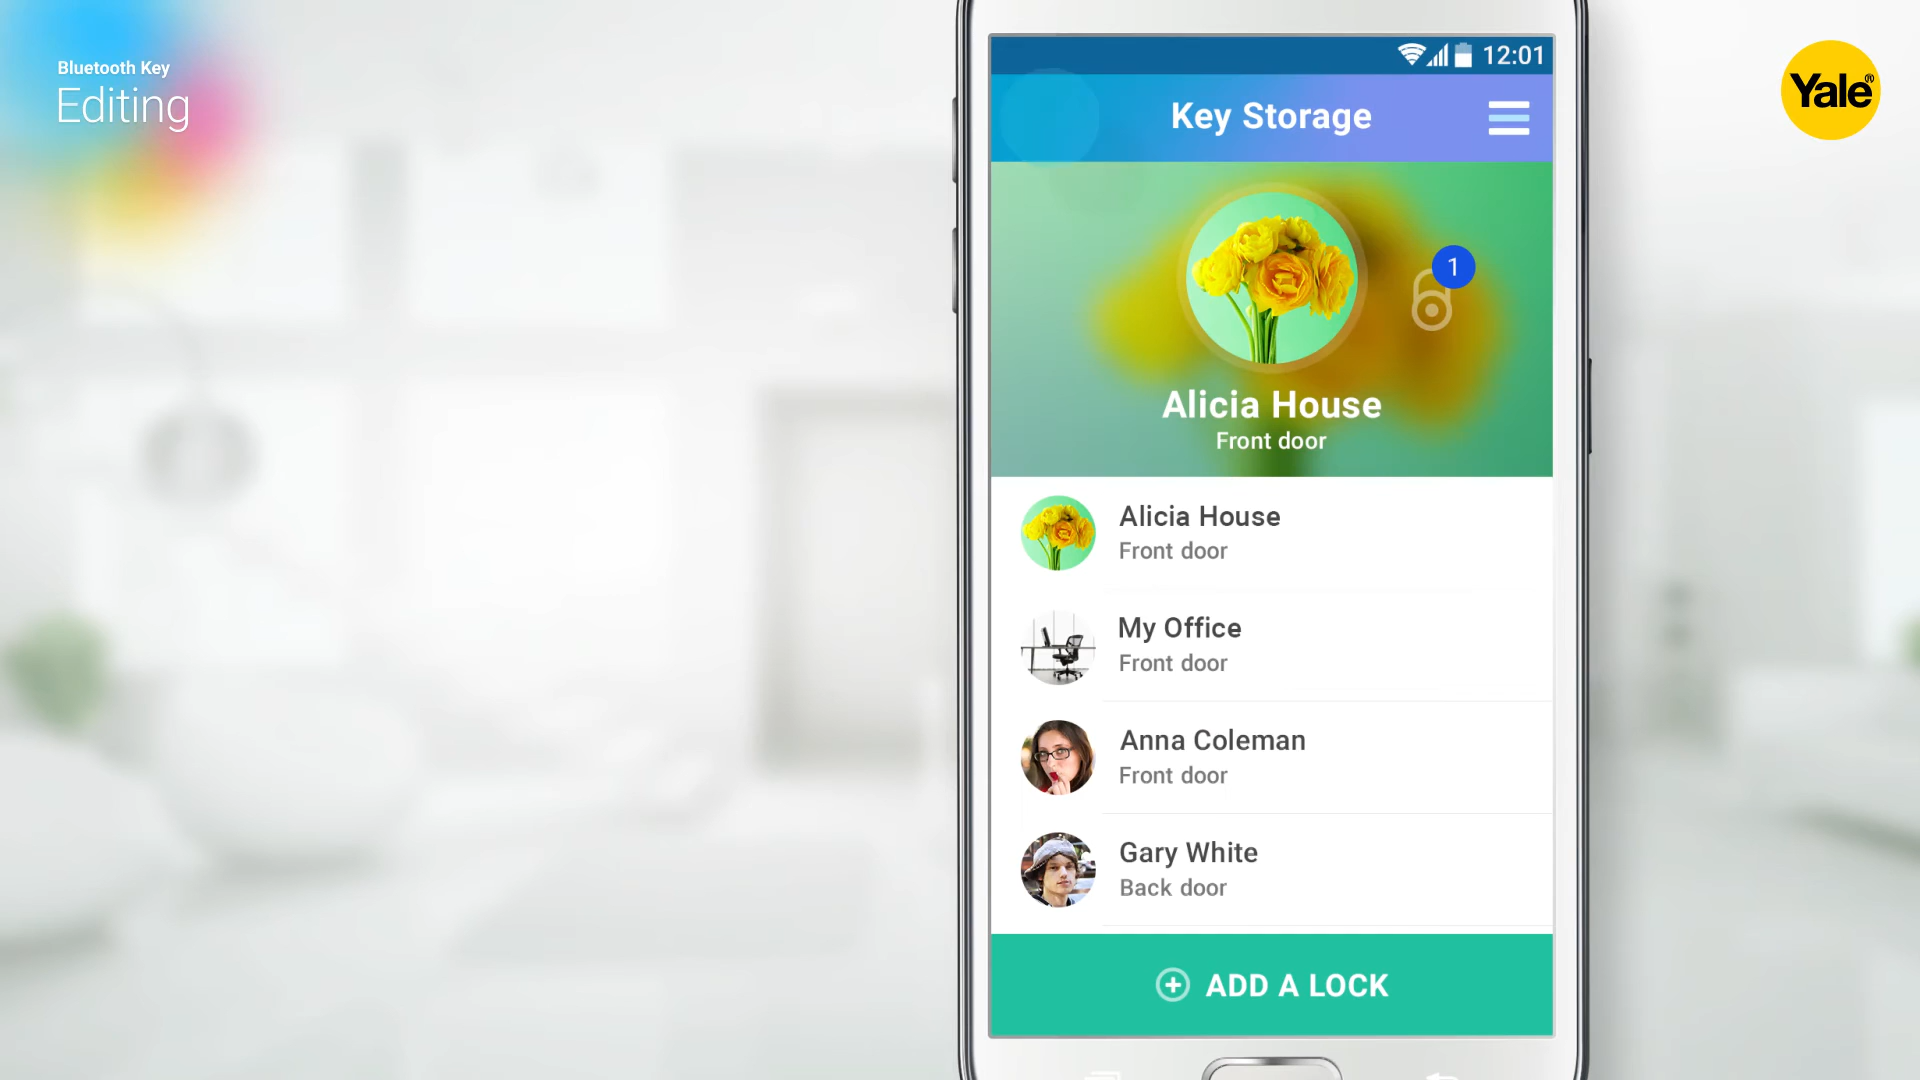 Bluetooth Key
Editing
12:01
Key Storage
Yale®
1
Alicia House
Front door
Alicia House
Front door
My Office
Front door
Anna Coleman
Front door
Gary White
Back door
ADD A LOCK